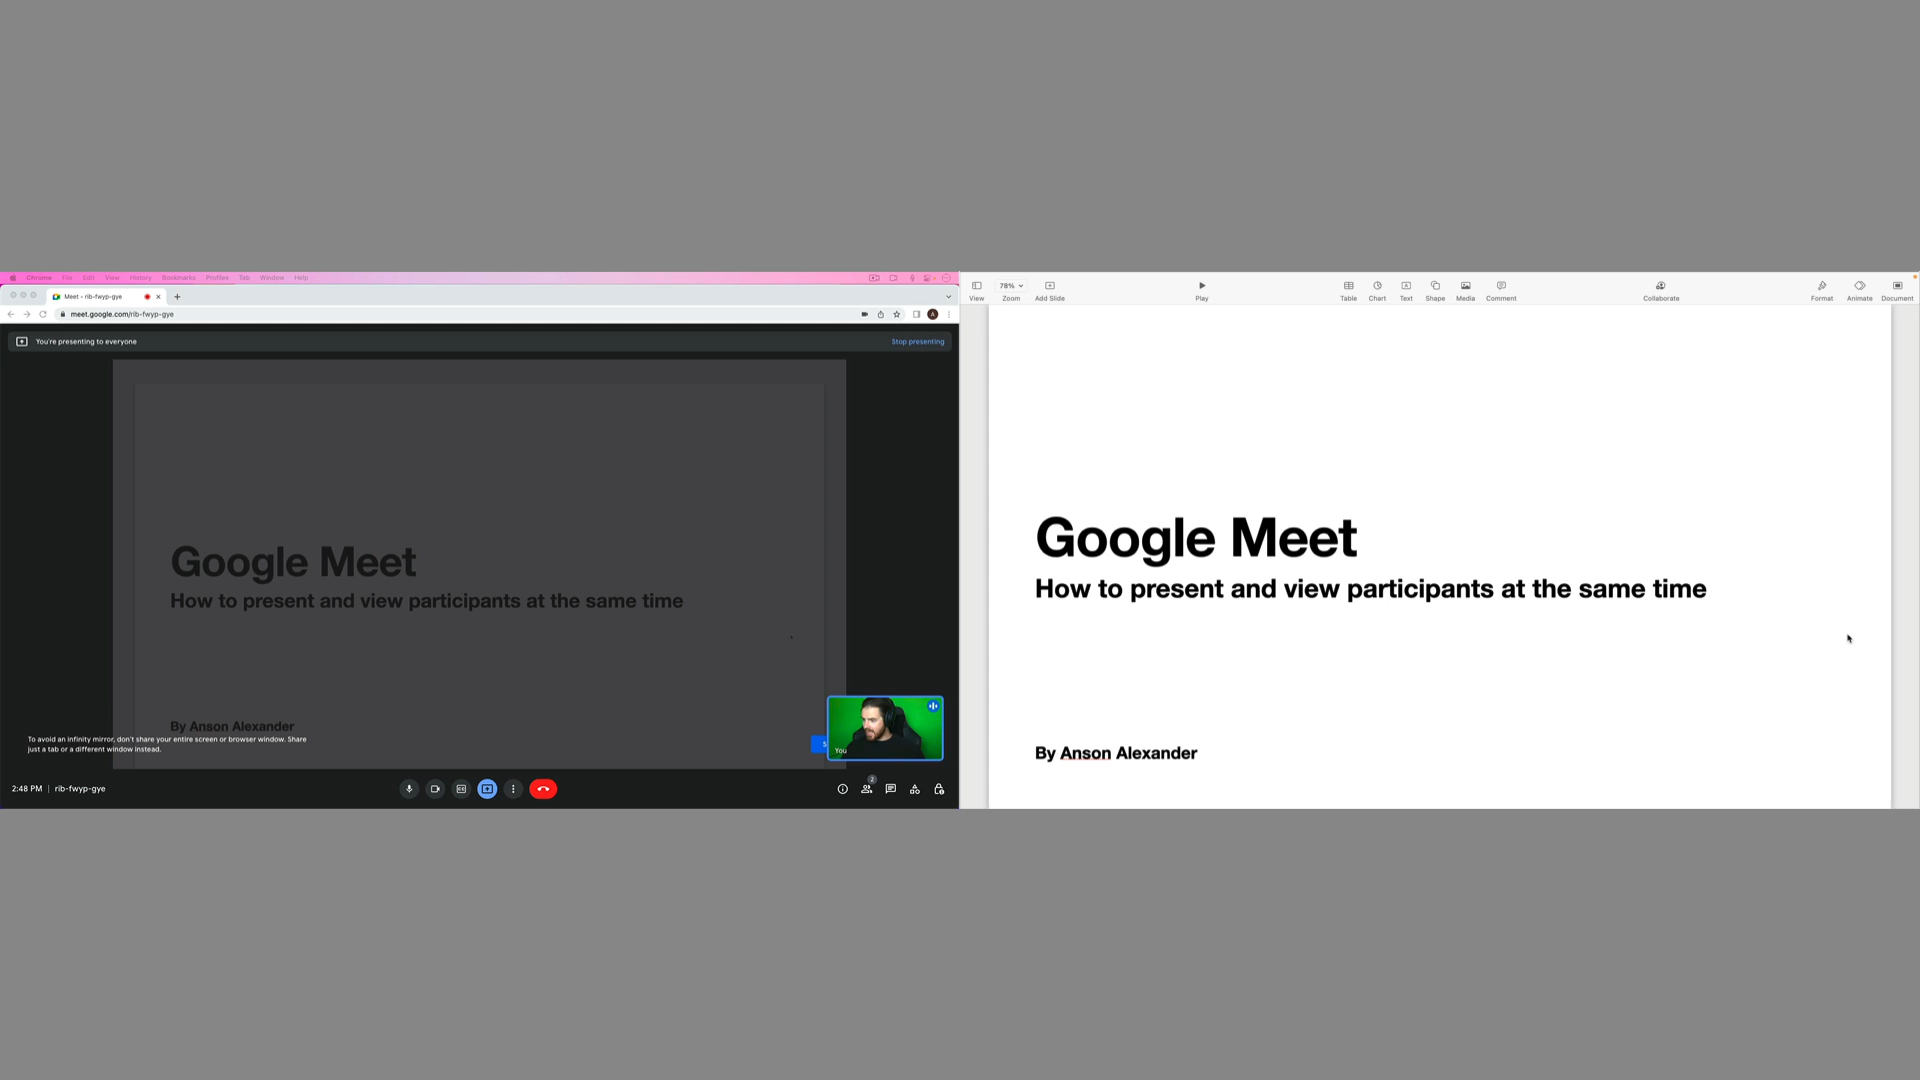 Chrome File Edit View History Bookmarks Profiles Tab Window Help
Meet - rib-fwyp-gye
meet.google.com/rib-fwyp-gye
A
You're presenting to everyone
Stop presenting
Google Meet
How to present and view participants at the same time
By Anson Alexander
To avoid an infinity mirror, don't share your entire screen or browser window. Share
just a tab or a different window instead.
S
You
2:48 PM | rib-fwyp-gye
2
78%
View Zoom Add Slide Play Table Chart Text Shape Media Comment Collaborate Format Animate Document
Google Meet
How to present and view participants at the same time
By Anson Alexander